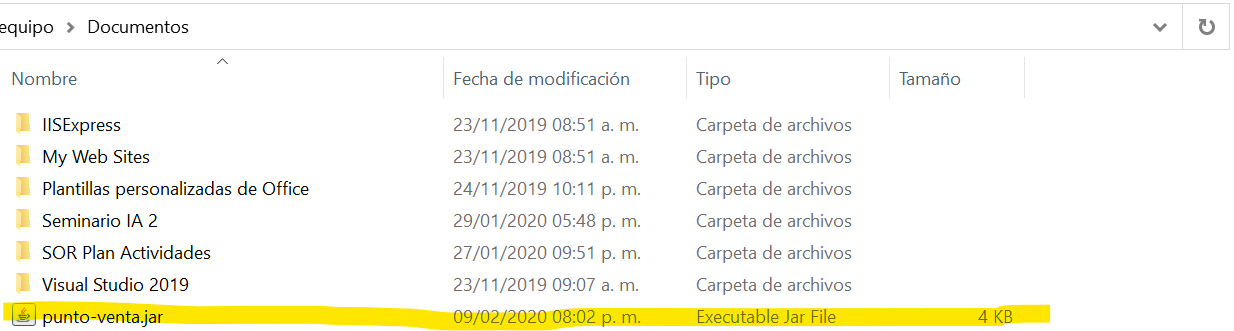 equipo > Documentos
Nombre Fecha de modificación Tipo Tamaño
IISExpress 23/11/2019 08:51 a. m. Carpeta de archivos
My Web Sites 23/11/2019 08:51 a. m. Carpeta de archivos
Plantillas personalizadas de Office 24/11/2019 10:11 p. m. Carpeta de archivos
Seminario IA 2 29/01/2020 05:48 p. m. Carpeta de archivos
SOR Plan Actividades 27/01/2020 09:51 p. m. Carpeta de archivos
Visual Studio 2019 23/11/2019 09:07 a. m. Carpeta de archivos
punto-venta.jar 09/02/2020 08:02 p. m. Executable Jar File 4 KB